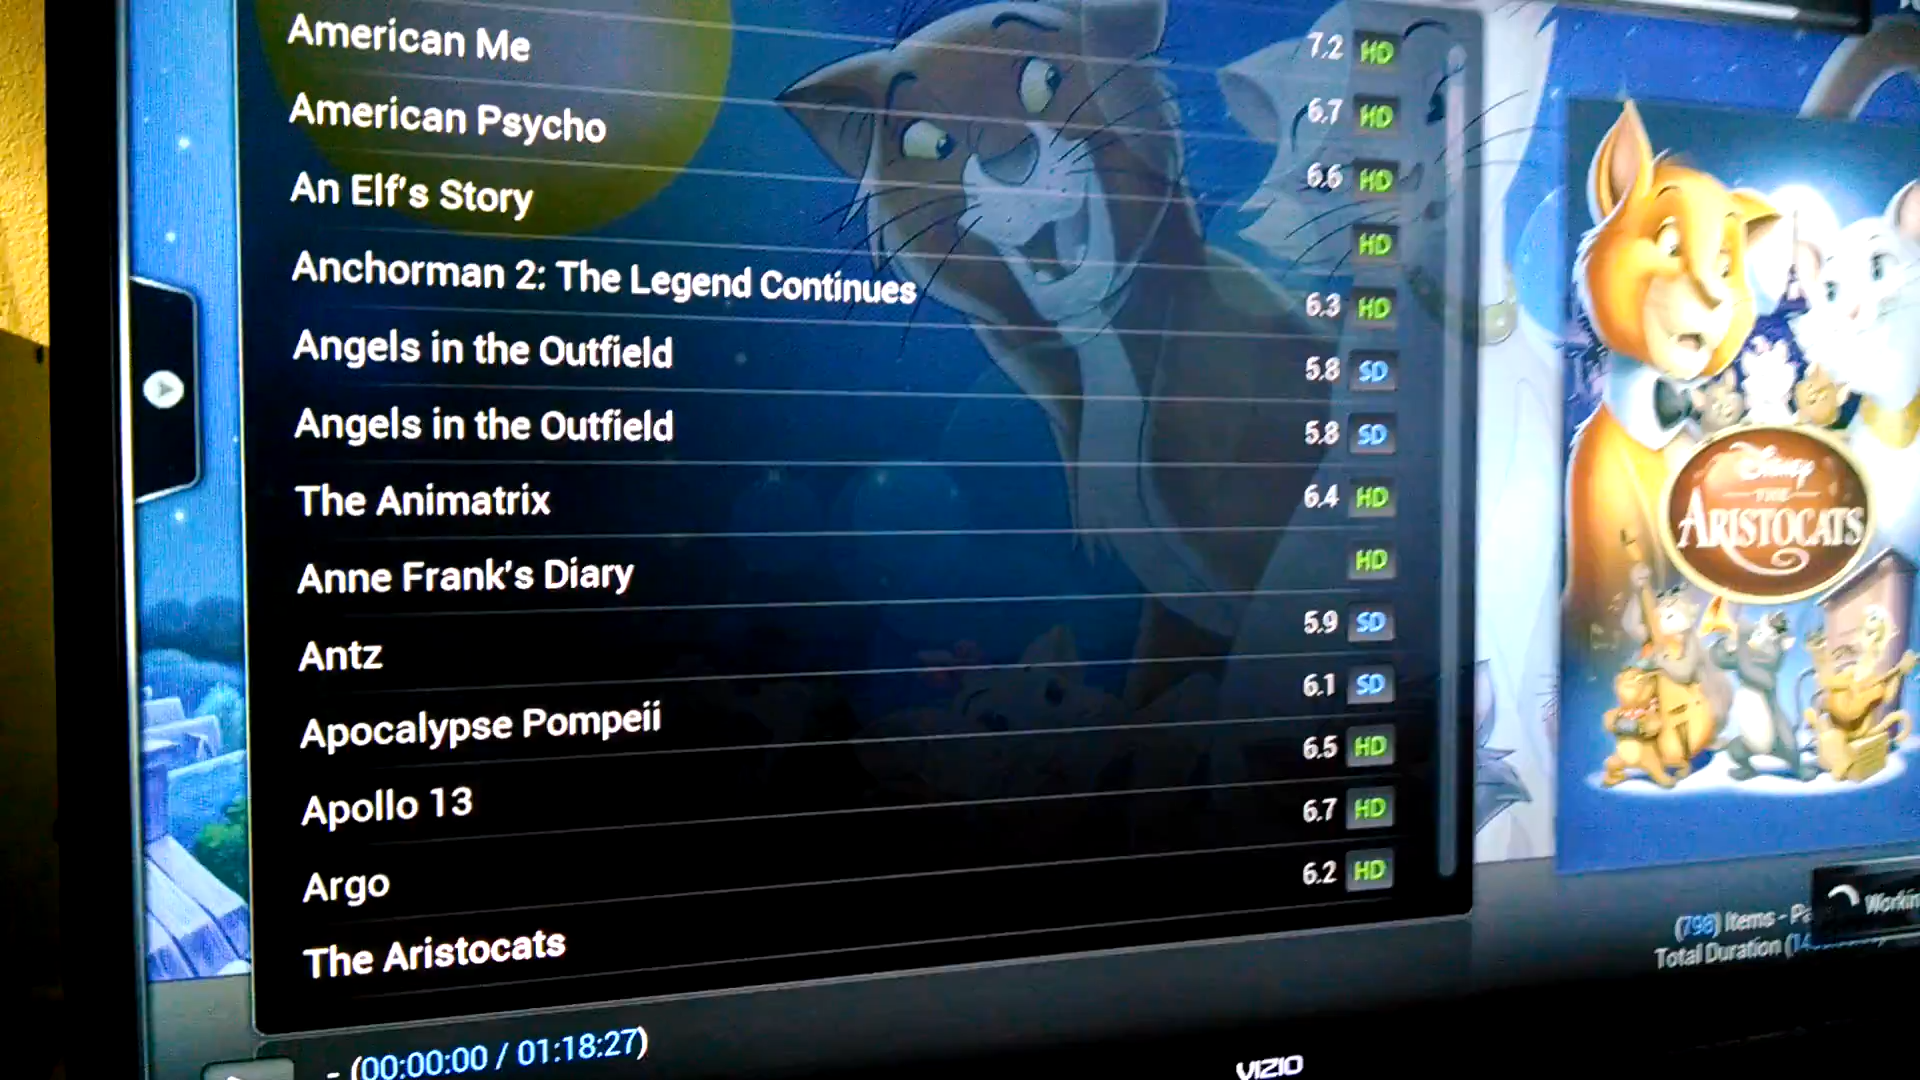 7.2 HD
American Me 6.7 HD
American Psycho 6.6 HD
An Elf's Story HD
Anchorman 2: The Legend Continues 6.3 HD
Angels in the Outfield 5.8 SD
Angels in the Outfield 5.8 SD
The Animatrix 6.4 HD
Anne Frank's Diary HD
Antz 5.9 SD
Apocalypse Pompeii 6.1 SD
Apollo 13 6.5 HD
Argo 6.7 HD
The Aristocats 6.2 HD
Disney
THE
ARISTOCATS
(798) Items -
Total Duration
- (00:00:00 / 01:18:27)
VIZIO